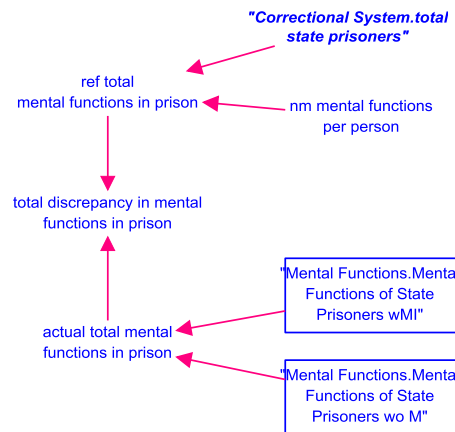 "Correctional System.total
state prisoners"
ref total
mental functions in prison
nm mental functions
per person
total discrepancy in mental
functions in prison
"Mental Functions.Menta
Functions of State
Prisoners wMI"
actual total mental
functions in prison
"Mental Functions.Menta
Functions of State
Prisoners wo M"